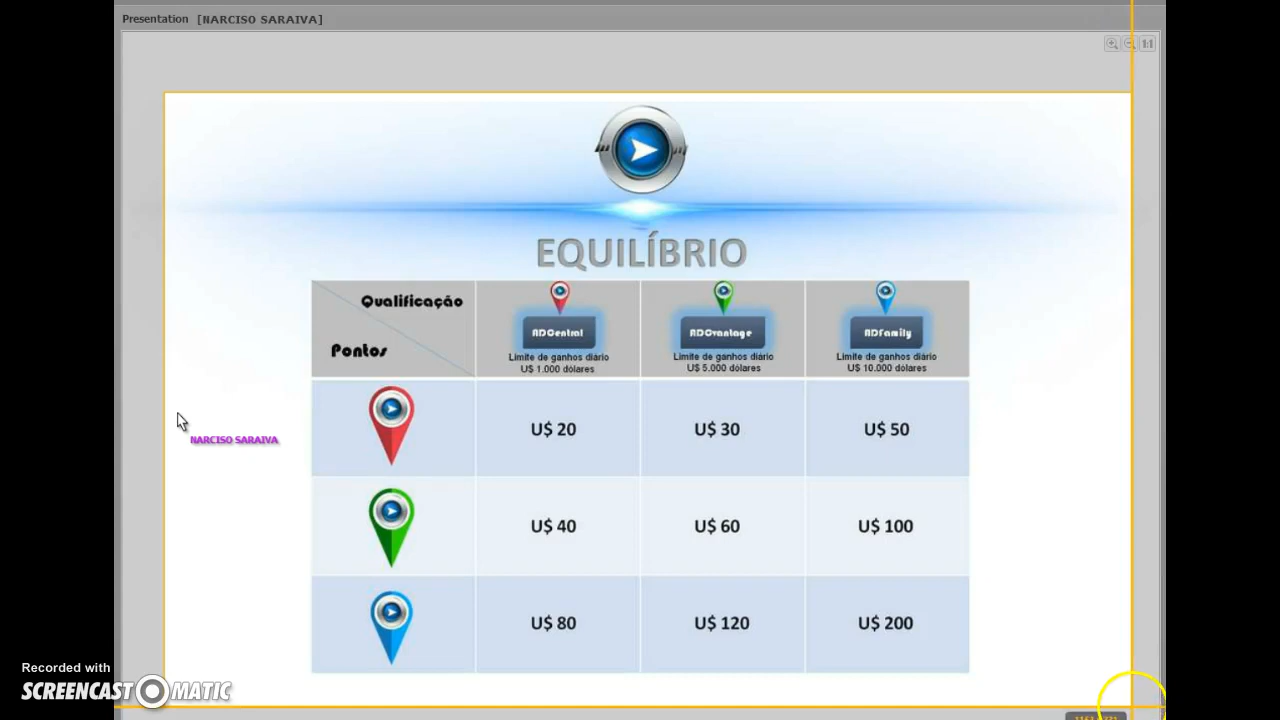 Presentation [NARCISO SARAIVA]
1:1
EQUILÍBRIO
Qualificação
Pontos
ADCentral
Limite de ganhos diário
U$ 1.000 dólares
ADCvantage
Limite de ganhos diário
U$ 5.000 dólares
ADFamily
Limite de ganhos diário
U$ 10.000 dólares
U$ 20 U$ 30 U$ 50
NARCISO SARAIVA
U$ 40 U$ 60 U$ 100
U$ 80 U$ 120 U$ 200
Recorded with
SCREENCAST-O-MATIC